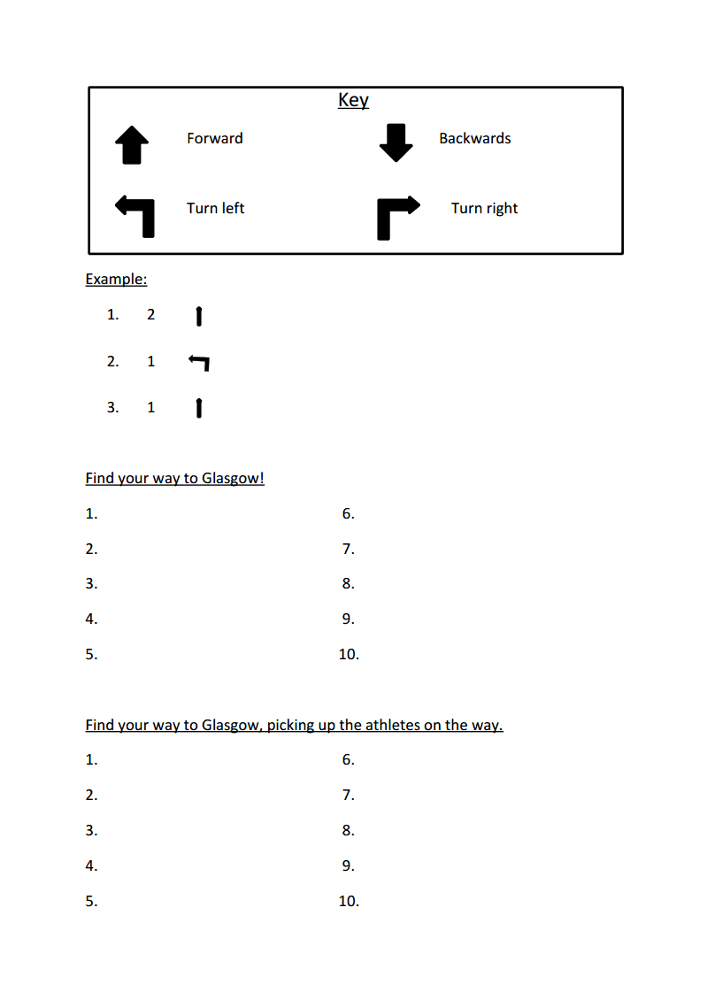 Key
Forward Backwards
Turn left Turn right
Example:
1. 2
2. 1
3. 1
Find your way to Glasgow!
1. 6.
2. 7.
3. 8.
4. 9.
5. 10.
Find your way to Glasgow, picking up the athletes on the way.
1. 6.
2. 7.
3. 8.
4. 9.
5. 10.